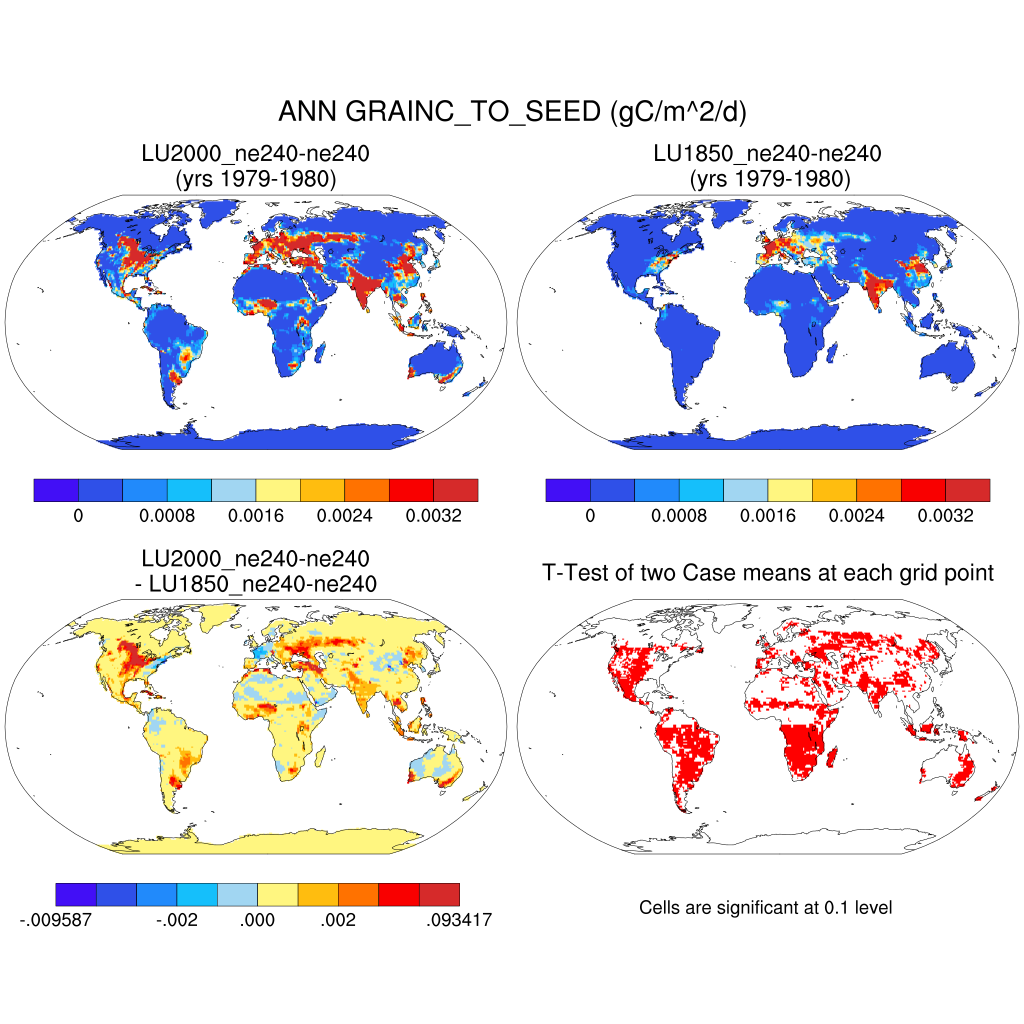 ANN GRAINC_TO_SEED (gC/m^2/d)
LU2000_ne240-ne240
(yrs 1979-1980)
LU1850_ne240-ne240
(yrs 1979-1980)
0 0.0008 0.0016 0.0024 0.0032
0 0.0008 0.0016 0.0024 0.0032
LU2000_ne240-ne240
- LU1850_ne240-ne240
T-Test of two Case means at each grid point
-.009587 -.002 .000 .002 .093417
Cells are significant at 0.1 level